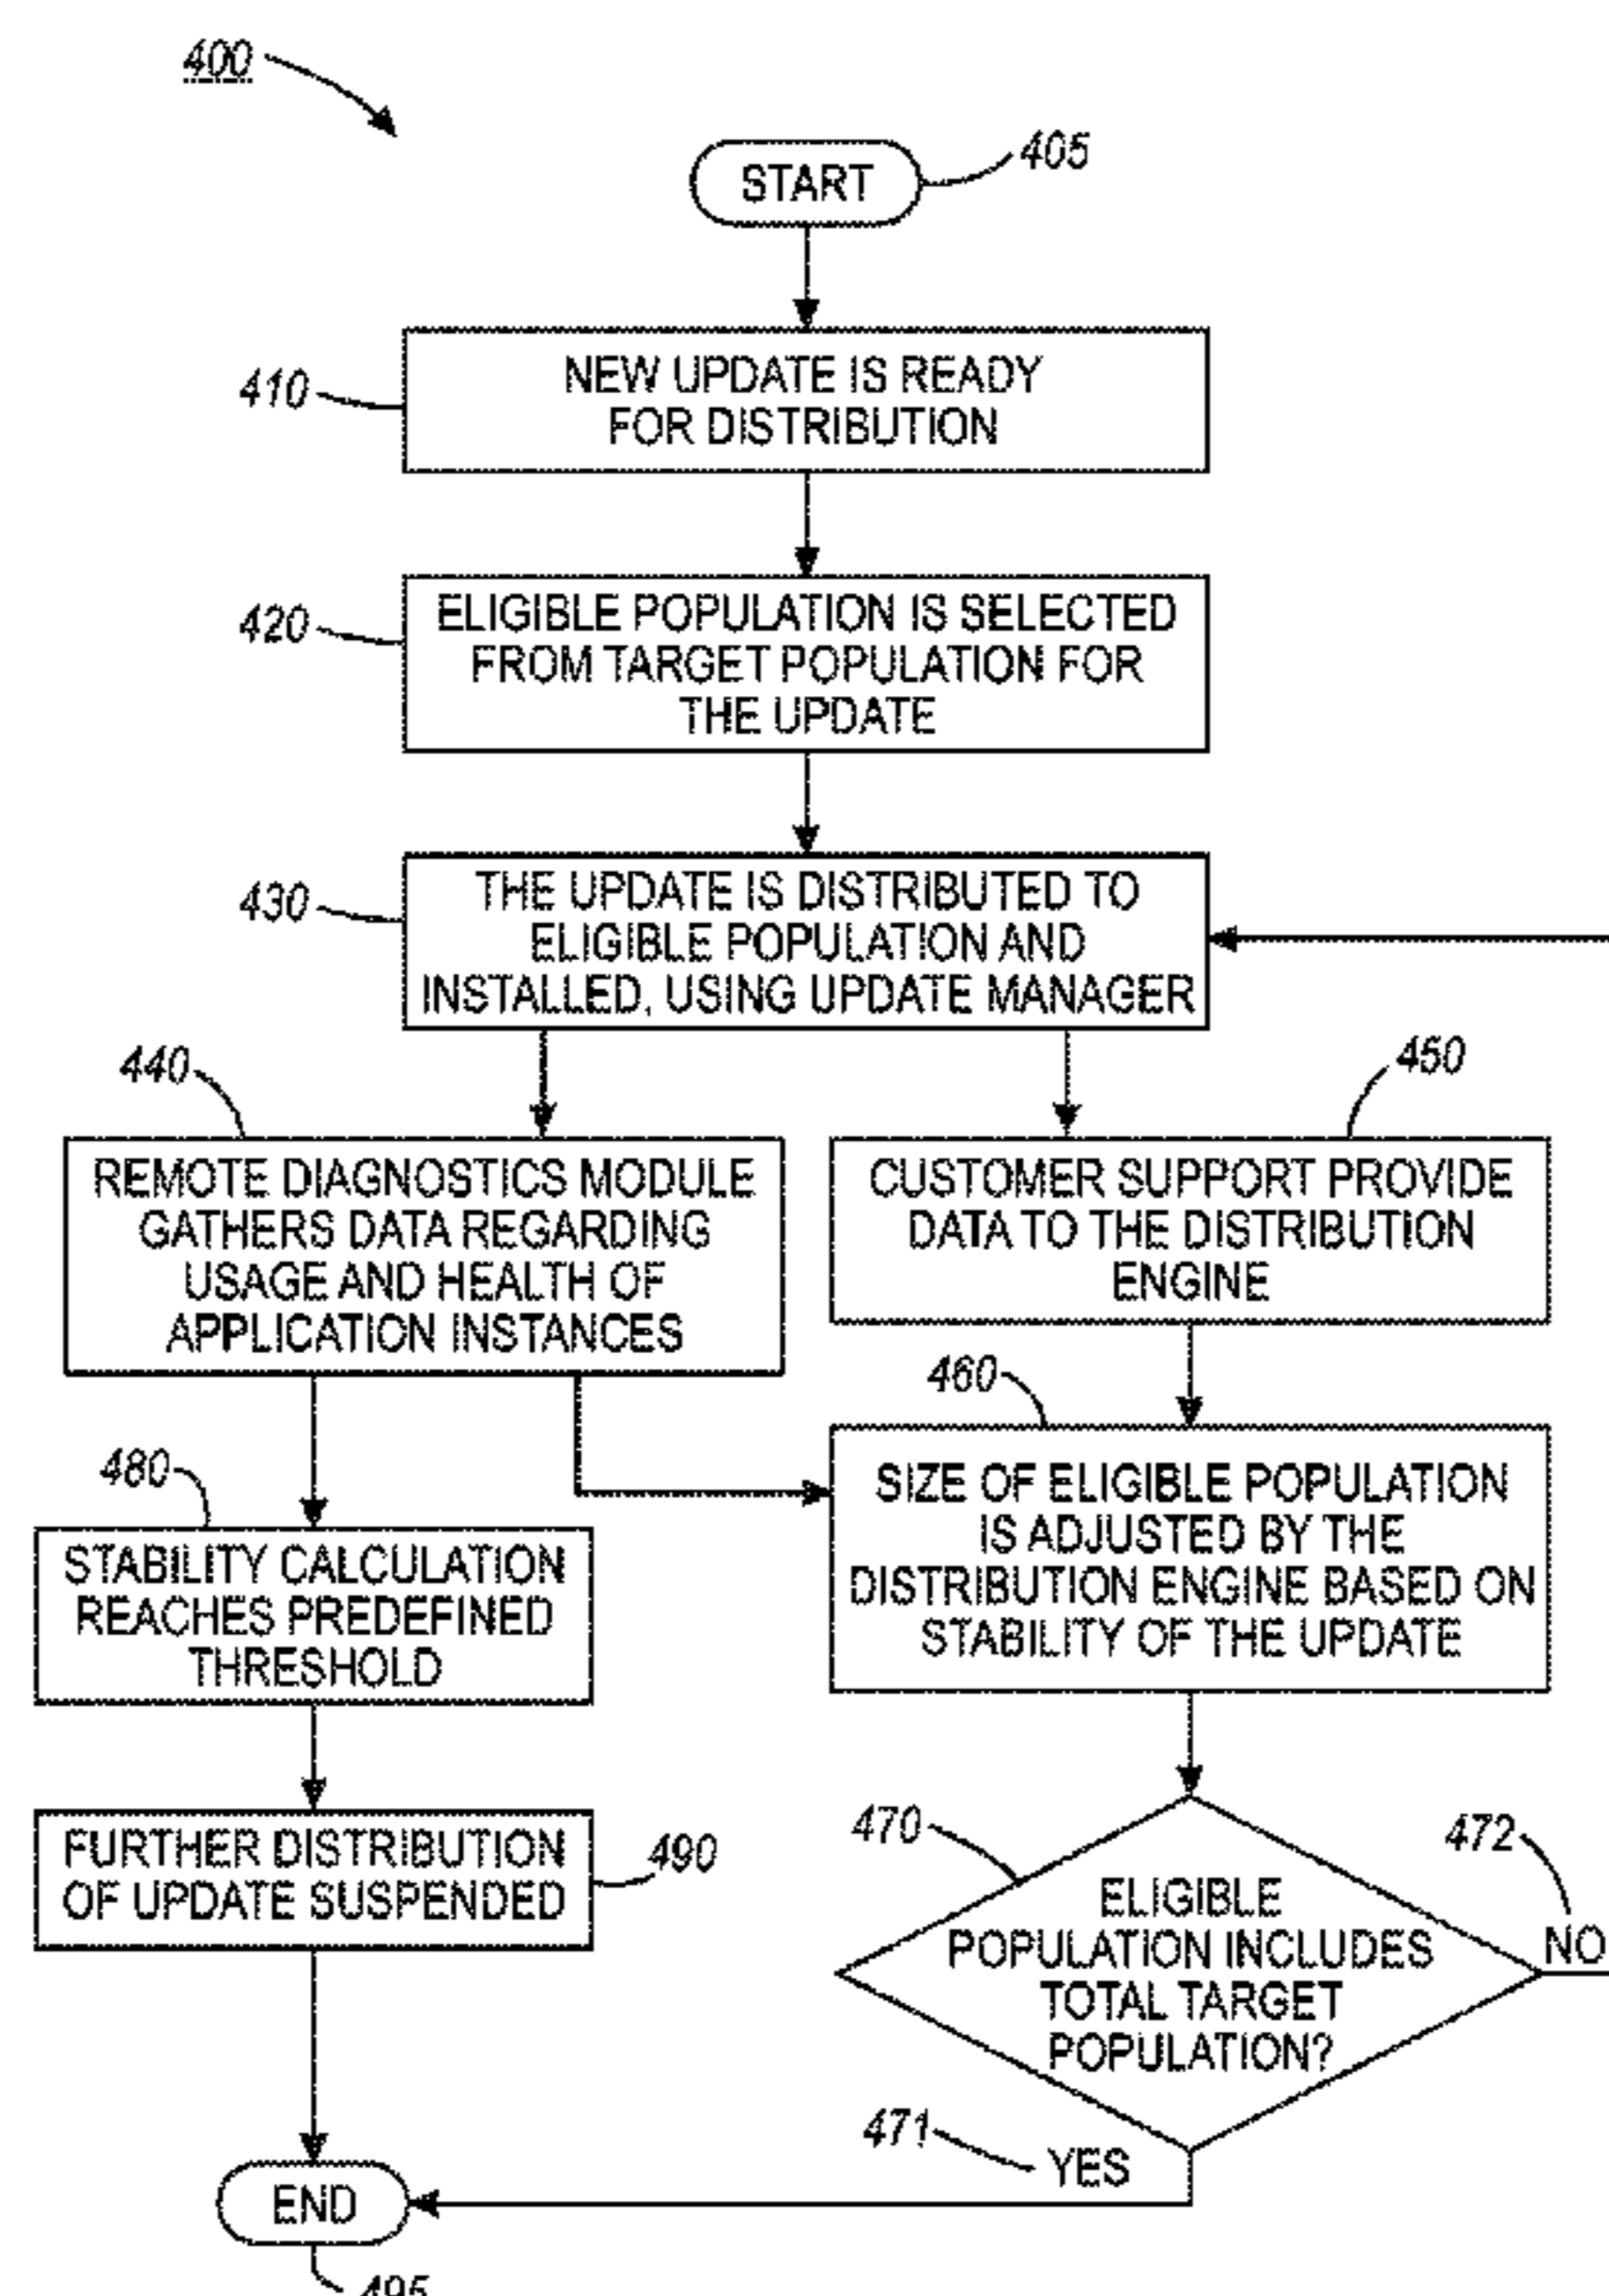 400
START
405
410
NEW UPDATE IS READY
FOR DISTRIBUTION
420
ELIGIBLE POPULATION IS SELECTED
FROM TARGET POPULATION FOR
THE UPDATE
430
THE UPDATE IS DISTRIBUTED TO
ELIGIBLE POPULATION AND
INSTALLED, USING UPDATE MANAGER
440
450
REMOTE DIAGNOSTICS MODULE
GATHERS DATA REGARDING
USAGE AND HEALTH OF
APPLICATION INSTANCES
CUSTOMER SUPPORT PROVIDE
DATA TO THE DISTRIBUTION
ENGINE
460
SIZE OF ELIGIBLE POPULATION
IS ADJUSTED BY THE
DISTRIBUTION ENGINE BASED ON
STABILITY OF THE UPDATE
480
STABILITY CALCULATION
REACHES PREDEFINED
THRESHOLD
FURTHER DISTRIBUTION
OF UPDATE SUSPENDED
490
470
ELIGIBLE
POPULATION INCLUDES
TOTAL TARGET
POPULATION?
472
NO
471
YES
END
495